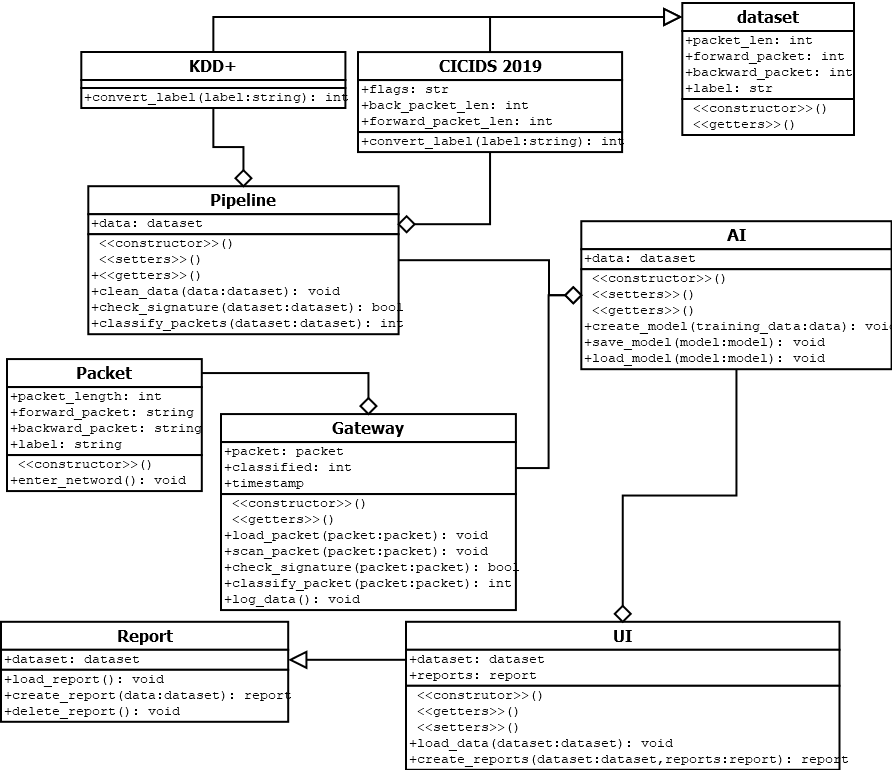 dataset
+packet_len: int
+forward_packet: int
+backward_packet: int
+label: str
<<constructor>>()
<<getters>>()
KDD+
+convert_label(label:string): int
CICIDS 2019
+flags: str
+back_packet_len: int
+forward_packet_len: int
+convert_label(label:string): int
Pipeline
+data: dataset
<<constructor>>()
<<setters>>()
+<<getters>>()
+clean_data(data:dataset): void
+check_signature(dataset:dataset): bool
+classify_packets(dataset:dataset): int
AI
+data: dataset
<<constructor>>()
<<setters>>()
<<getters>>()
+create_model(training_data:data): void
+save_model(model:model): void
+load_model(model:model): void
Packet
+packet_length: int
+forward_packet: string
+backward_packet: string
+label: string
<<constructor>>()
+enter_netword(): void
Gateway
+packet: packet
+classified: int
+timestamp
<<constructor>>()
<<getters>>()
+load_packet(packet:packet): void
+scan_packet(packet:packet): void
+check_signature(packet:packet): bool
+classify_packet(packet:packet): int
+log_data(): void
Report
+dataset: dataset
+load_report(): void
+create_report(data:dataset): report
+delete_report(): void
UI
+dataset: dataset
+reports: report
<<construtor>>()
<<getters>>()
<<setters>>()
+load_data(dataset:dataset): void
+create_reports(dataset:dataset,reports:report): report